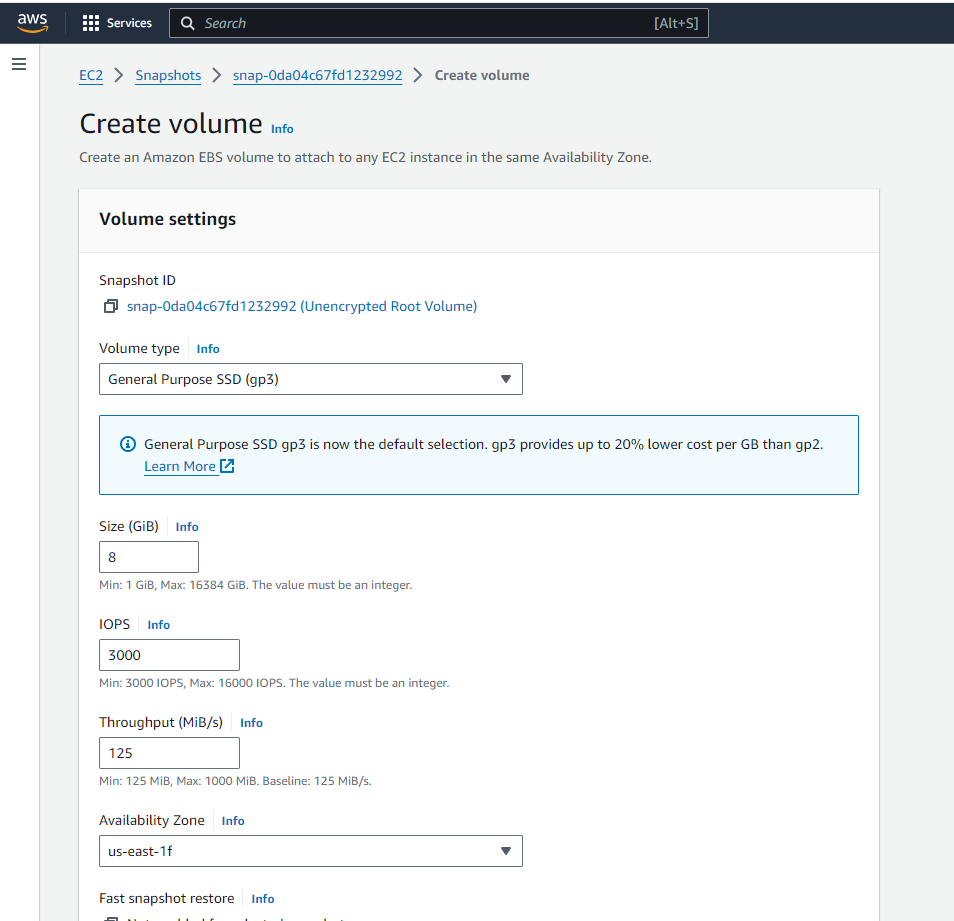 aws
Services
Search
[Alt+S]
EC2 > Snapshots > snap-0da04c67fd1232992 > Create volume
Create volume Info
Create an Amazon EBS volume to attach to any EC2 instance in the same Availability Zone.
Volume settings
Snapshot ID
snap-0da04c67fd1232992 (Unencrypted Root Volume)
Volume type Info
General Purpose SSD (gp3)
General Purpose SSD gp3 is now the default selection. gp3 provides up to 20% lower cost per GB than gp2.
Learn More
Size (GiB) Info
8
Min: 1 GiB, Max: 16384 GiB. The value must be an integer.
IOPS Info
3000
Min: 3000 IOPS, Max: 16000 IOPS. The value must be an integer.
Throughput (MiB/s) Info
125
Min: 125 MiB, Max: 1000 MiB. Baseline: 125 MiB/s.
Availability Zone Info
us-east-1f
Fast snapshot restore Info